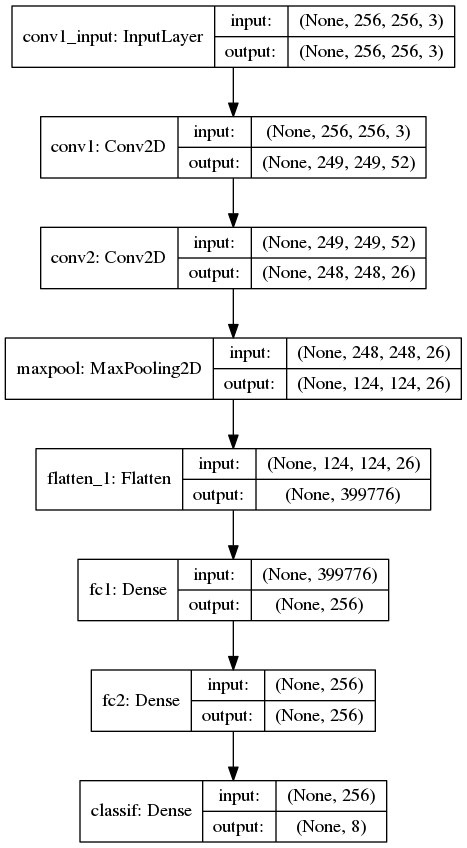 conv1_input: InputLayer
input: (None, 256, 256, 3)
output: (None, 256, 256, 3)
conv1: Conv2D
input: (None, 256, 256, 3)
output: (None, 249, 249, 52)
conv2: Conv2D
input: (None, 249, 249, 52)
output: (None, 248, 248, 26)
maxpool: MaxPooling2D
input: (None, 248, 248, 26)
output: (None, 124, 124, 26)
flatten_1: Flatten
input: (None, 124, 124, 26)
output: (None, 399776)
fc1: Dense
input: (None, 399776)
output: (None, 256)
fc2: Dense
input: (None, 256)
output: (None, 256)
classif: Dense
input: (None, 256)
output: (None, 8)